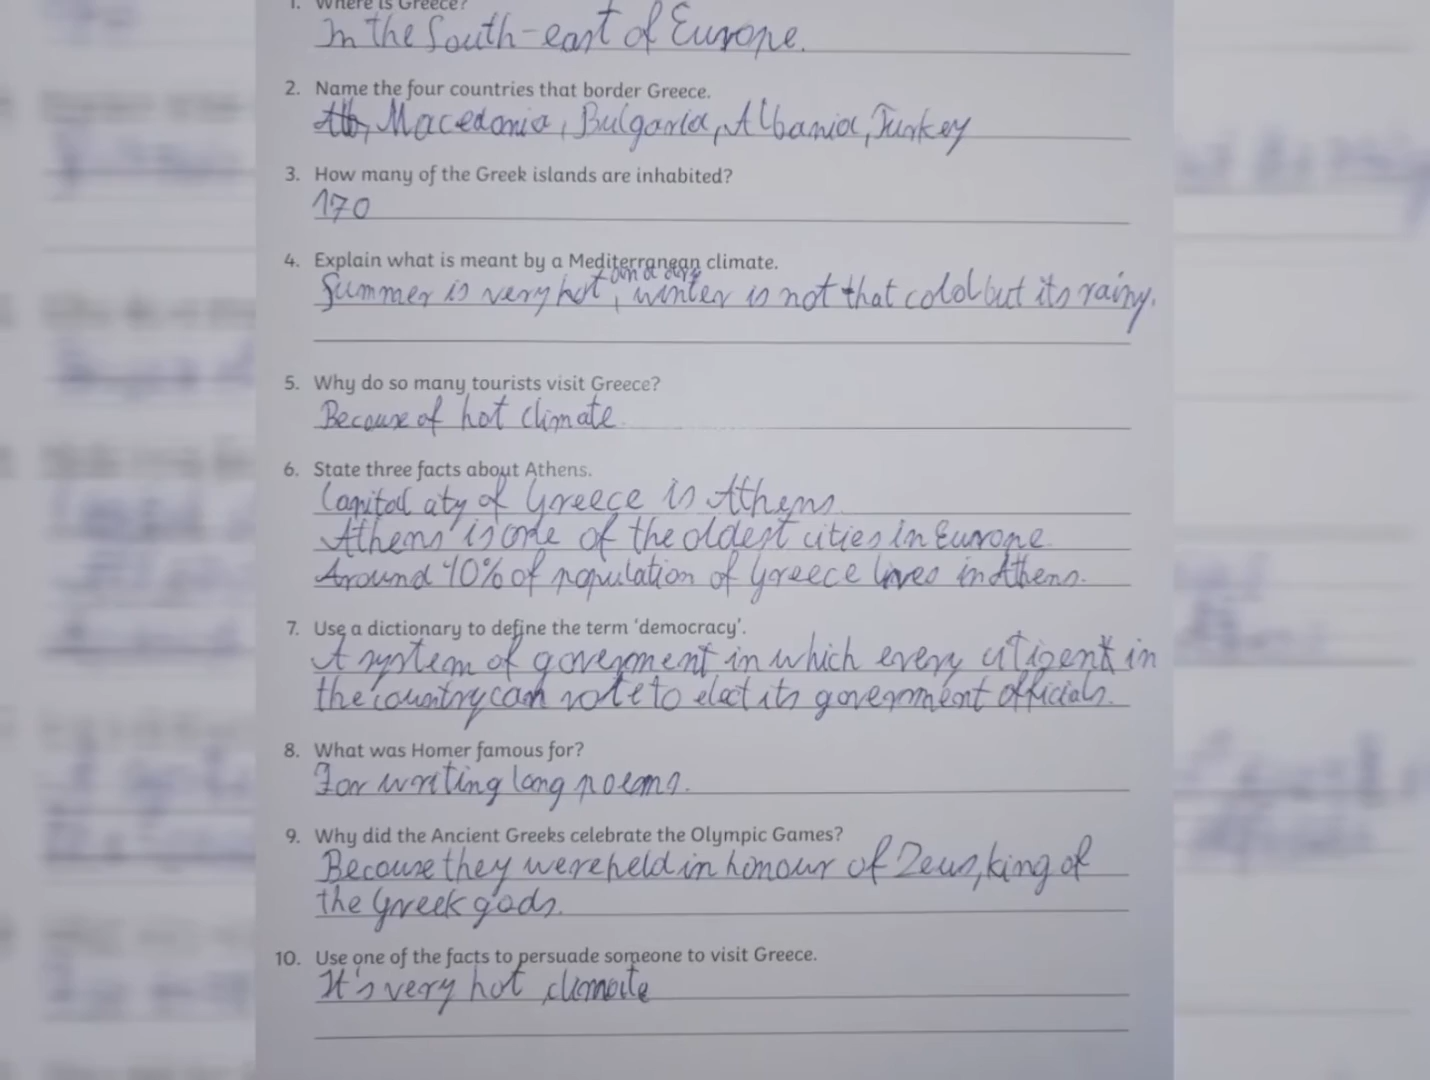 1. Where is Greece?
In the South-east of Europe.
2. Name the four countries that border Greece.
Macedonia, Bulgaria, Albania, Turkey
3. How many of the Greek islands are inhabited?
170
4. Explain what is meant by a Mediterranean climate.
and dry
Summer is very hot, winter is not that cold but its rainy.
5. Why do so many tourists visit Greece?
Becouse of hot climate
6. State three facts about Athens.
Capital city of Greece is Athens.
Athens is one of the oldest cities in Europe.
Around 40% of population of Greece lives in Athens.
7. Use a dictionary to define the term 'democracy'.
A system of government in which every citizen in
the country can vote to elect its government officials.
8. What was Homer famous for?
For writing long poems.
9. Why did the Ancient Greeks celebrate the Olympic Games?
Becouse they were held in honour of Zeus, king of
the Greek gods.
10. Use one of the facts to persuade someone to visit Greece.
It's very hot climate